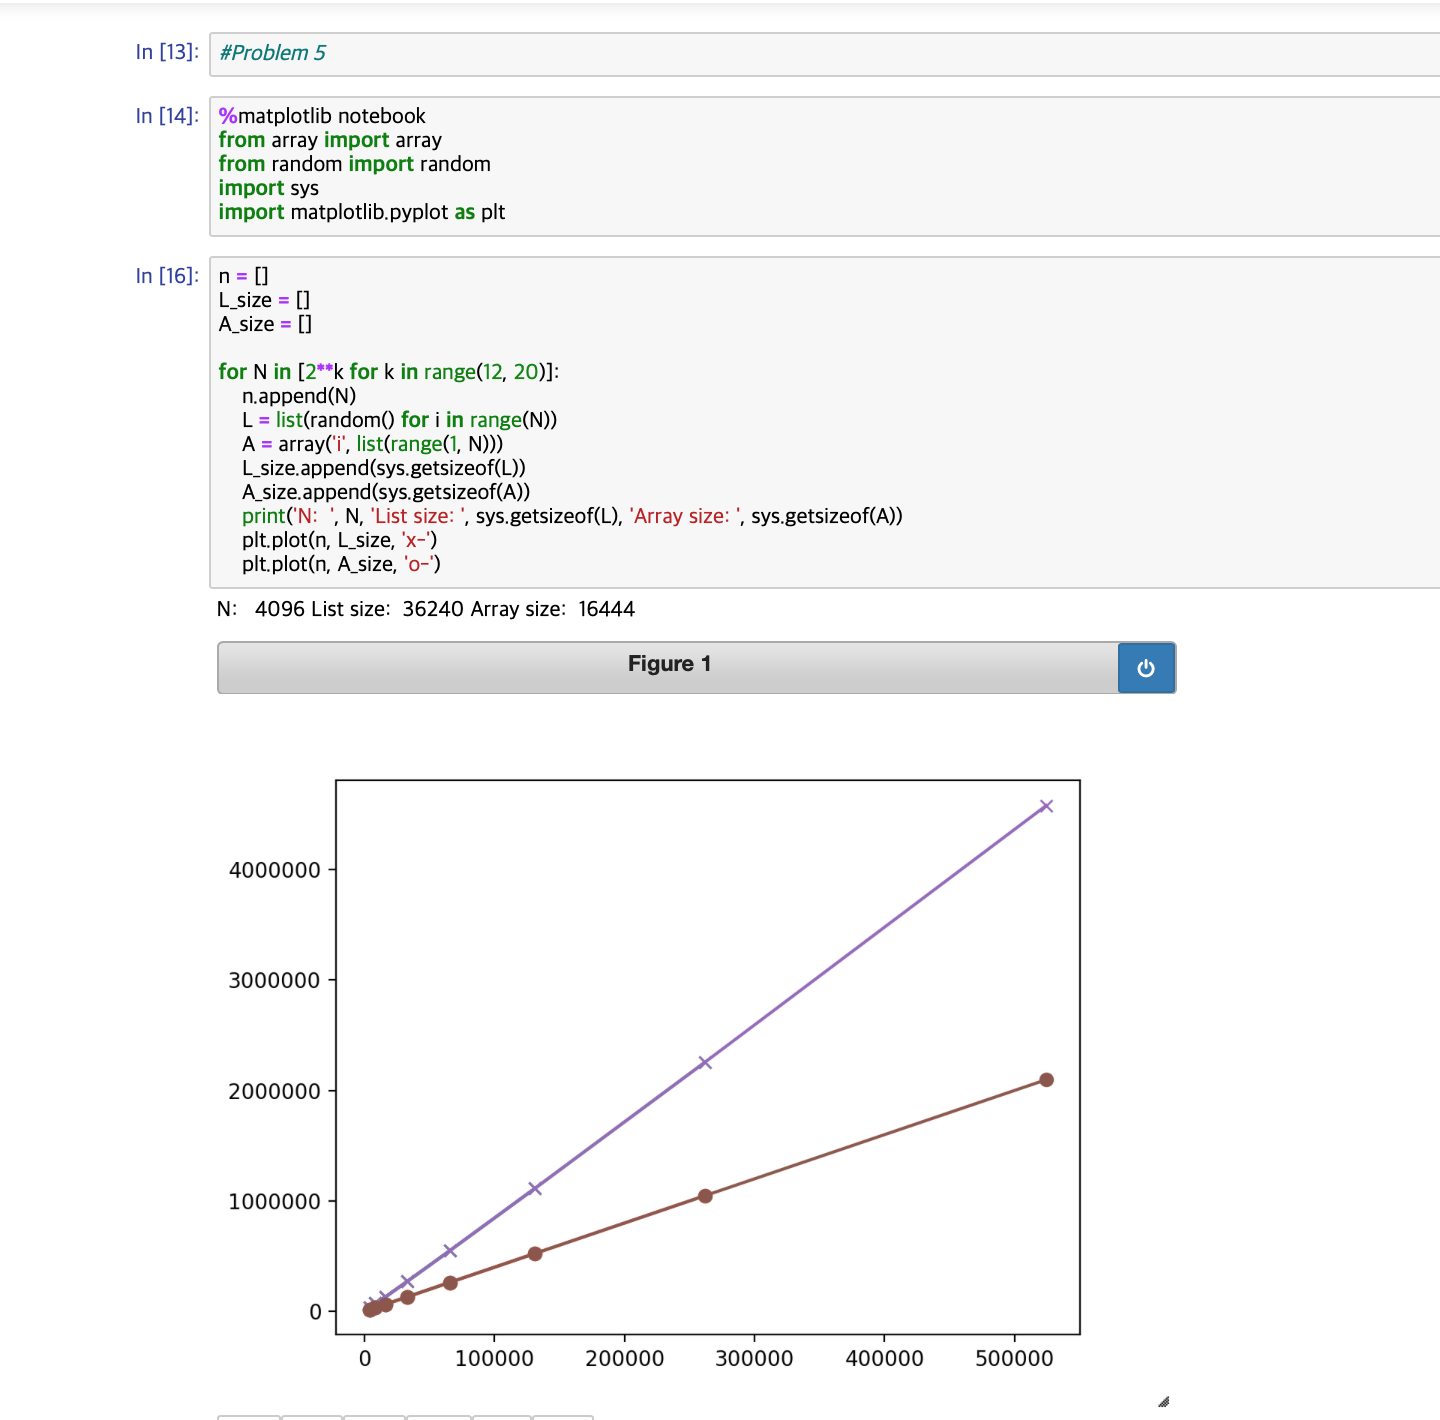 In [13]: #Problem 5
In [14]: %matplotlib notebook
from array import array
from random import random
import sys
import matplotlib.pyplot as plt
In [16]: n = []
L_size = []
A_size = []
for N in [2**k for k in range(12, 20)]:
n.append(N)
L = list(random() for i in range(N))
A = array('i', list(range(1, N)))
L_size.append(sys.getsizeof(L))
A_size.append(sys.getsizeof(A))
print('N:  ', N, 'List size: ', sys.getsizeof(L), 'Array size: ', sys.getsizeof(A))
plt.plot(n, L_size, 'x-')
plt.plot(n, A_size, 'o-')
N:   4096 List size:  36240 Array size:  16444
Figure 1
4000000
3000000
2000000
1000000
0
0 100000 200000 300000 400000 500000